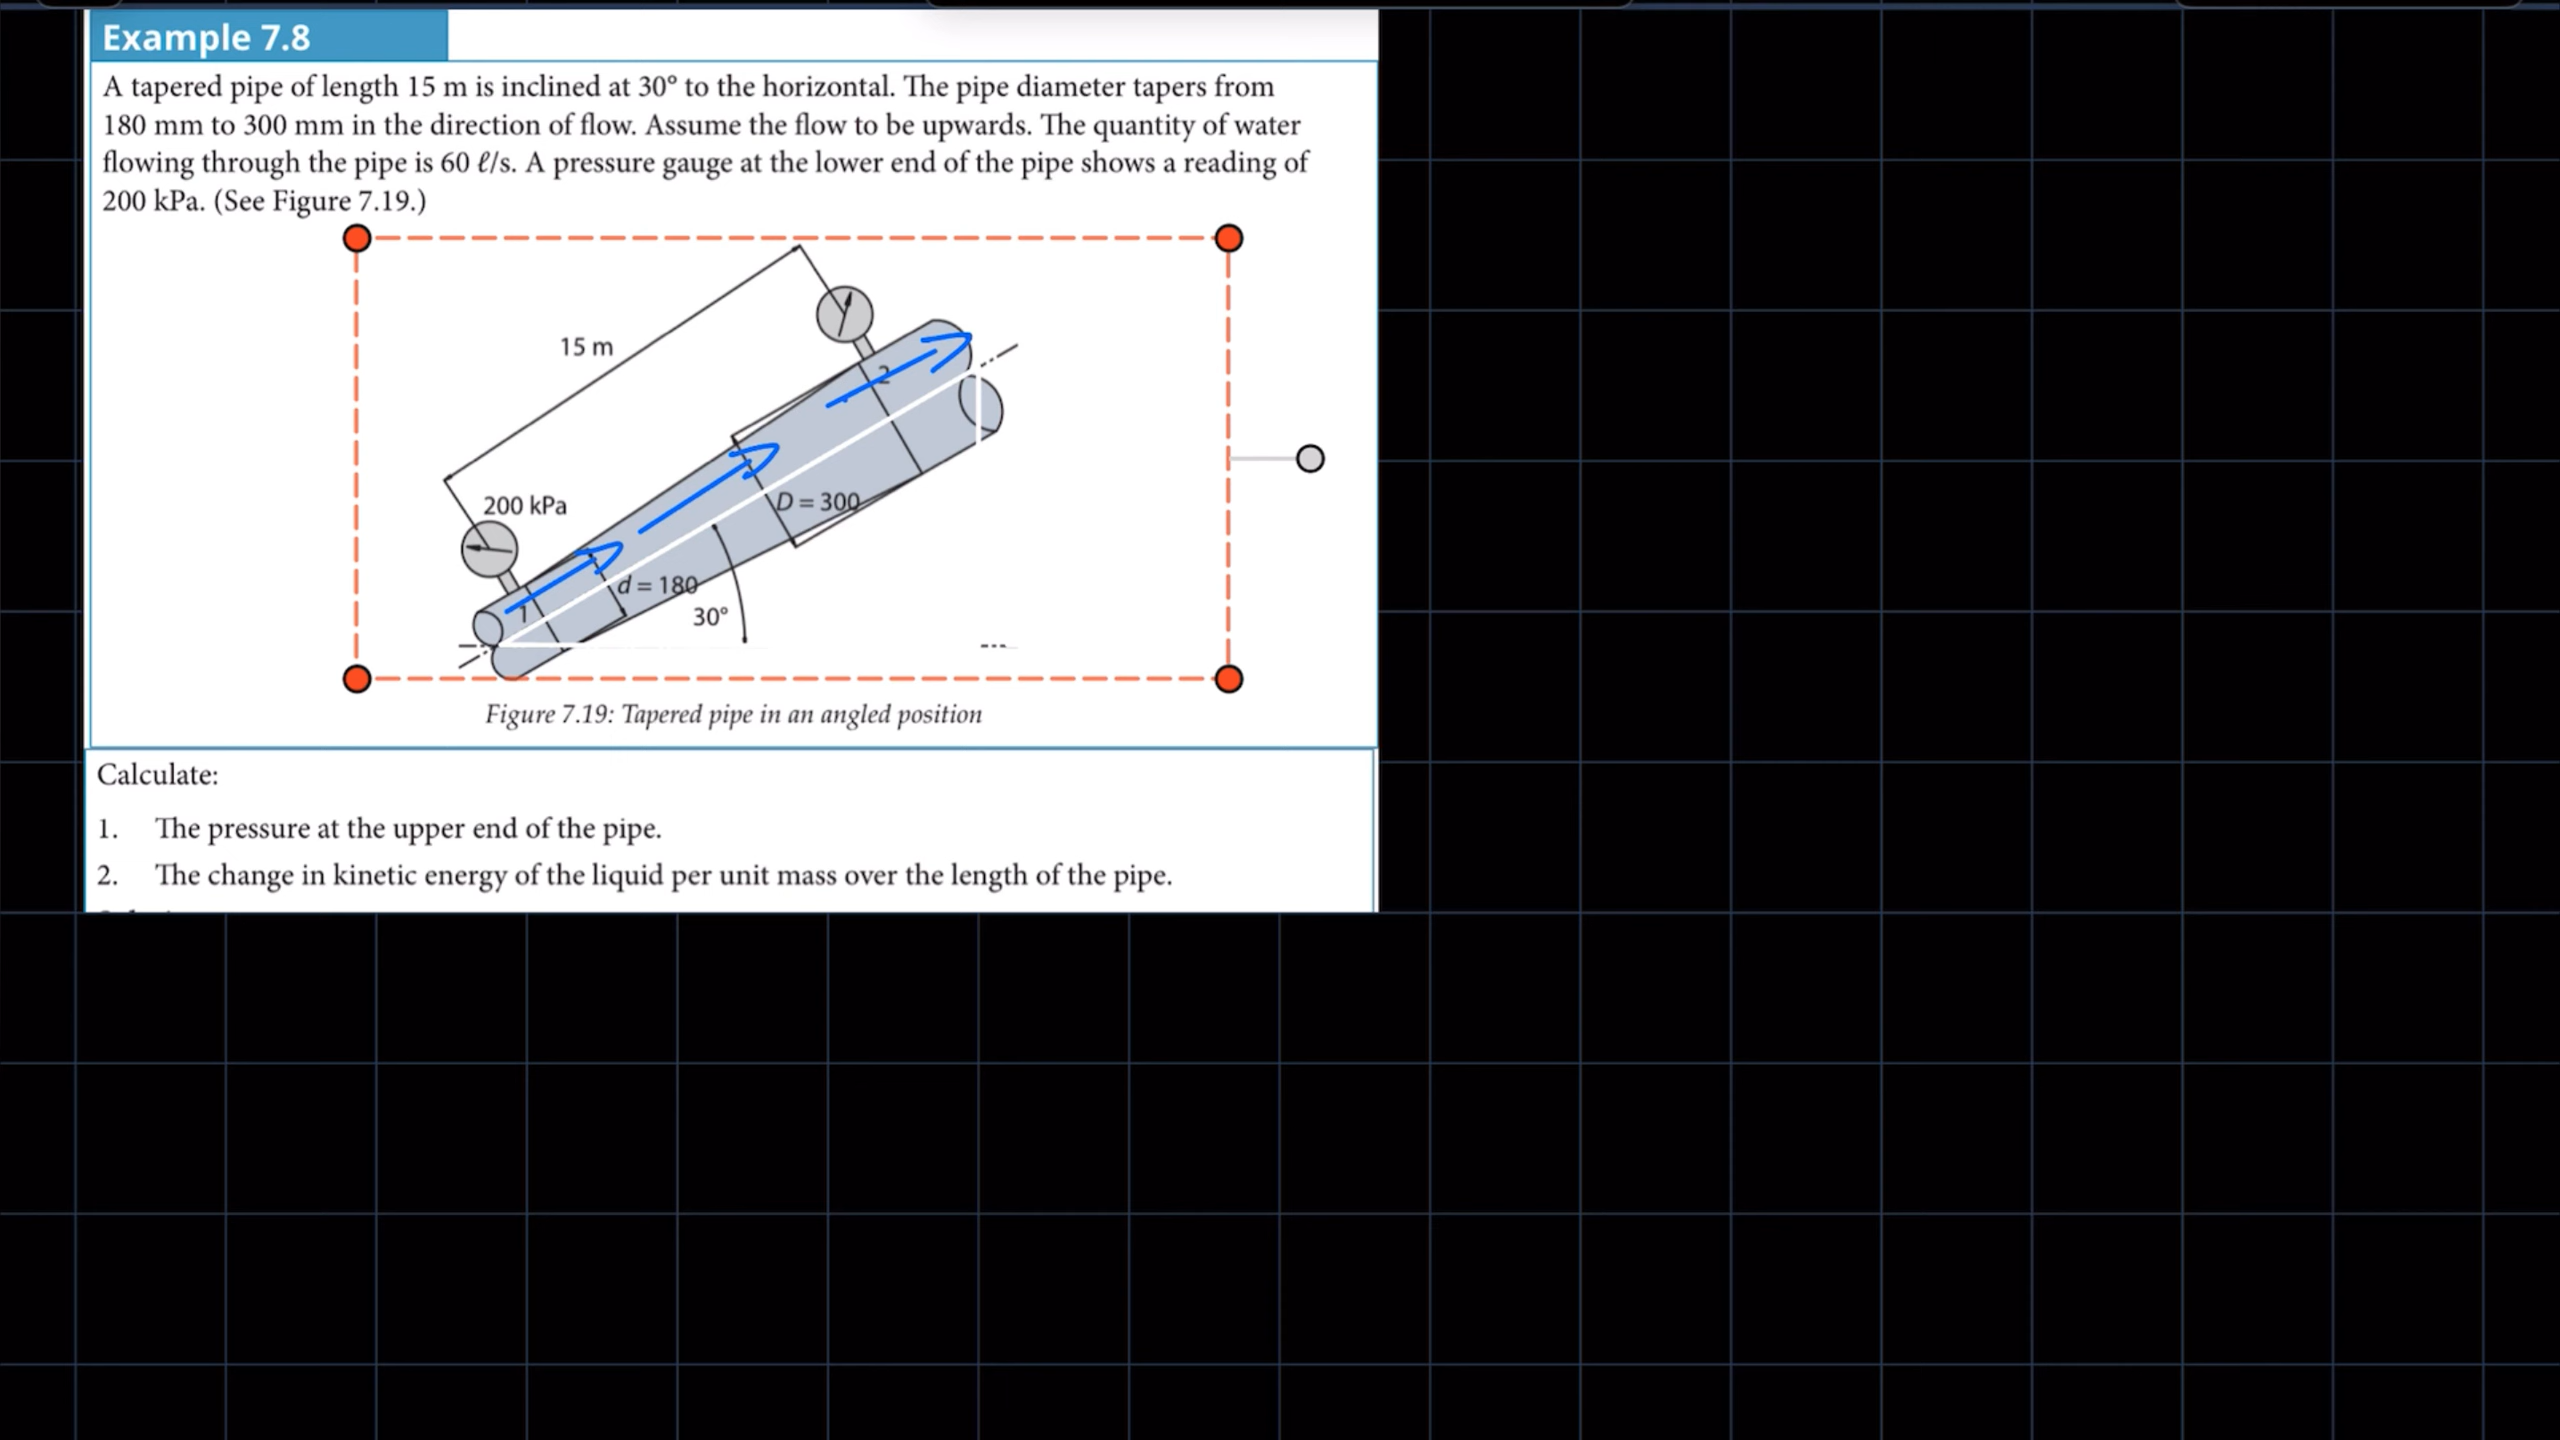 Example 7.8
A tapered pipe of length 15 m is inclined at 30° to the horizontal. The pipe diameter tapers from
180 mm to 300 mm in the direction of flow. Assume the flow to be upwards. The quantity of water
flowing through the pipe is 60 ℓ/s. A pressure gauge at the lower end of the pipe shows a reading of
200 kPa. (See Figure 7.19.)
15 m
2
200 kPa
D = 300
d = 180
1
30°
Figure 7.19: Tapered pipe in an angled position
Calculate:
1. The pressure at the upper end of the pipe.
2. The change in kinetic energy of the liquid per unit mass over the length of the pipe.